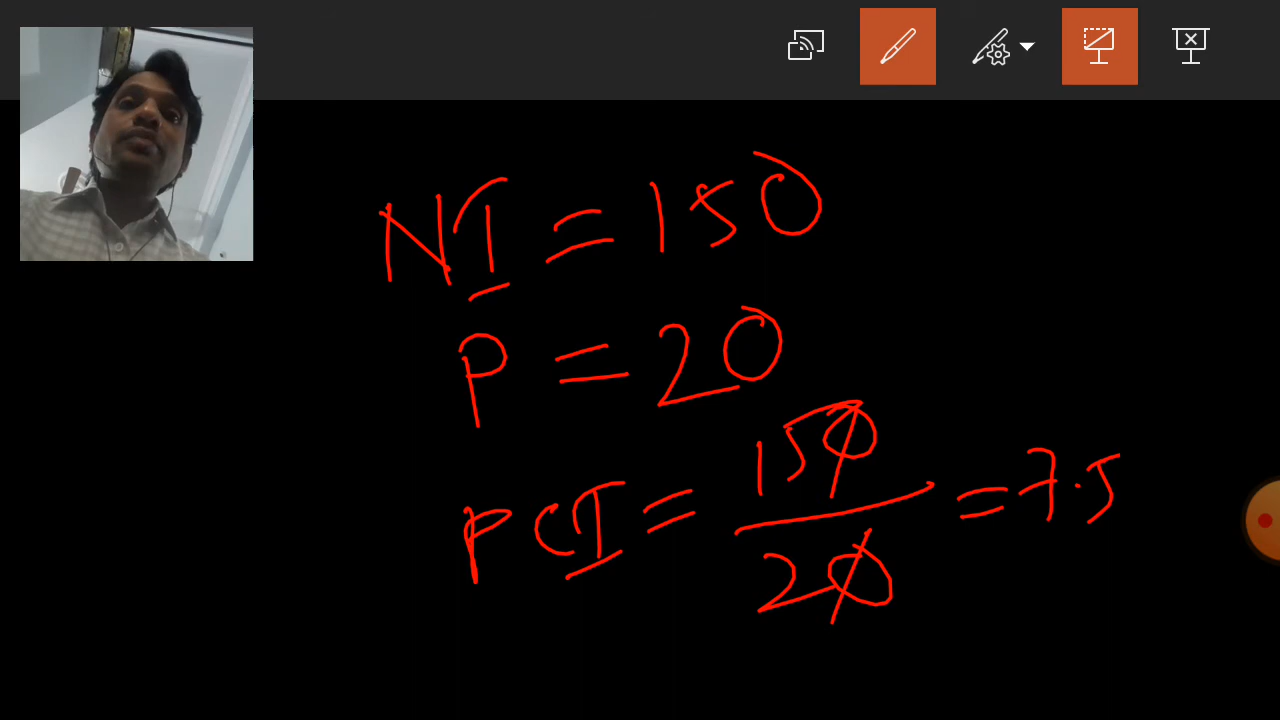 NI = 150
P = 20
PCI = 150/20 = 7.5